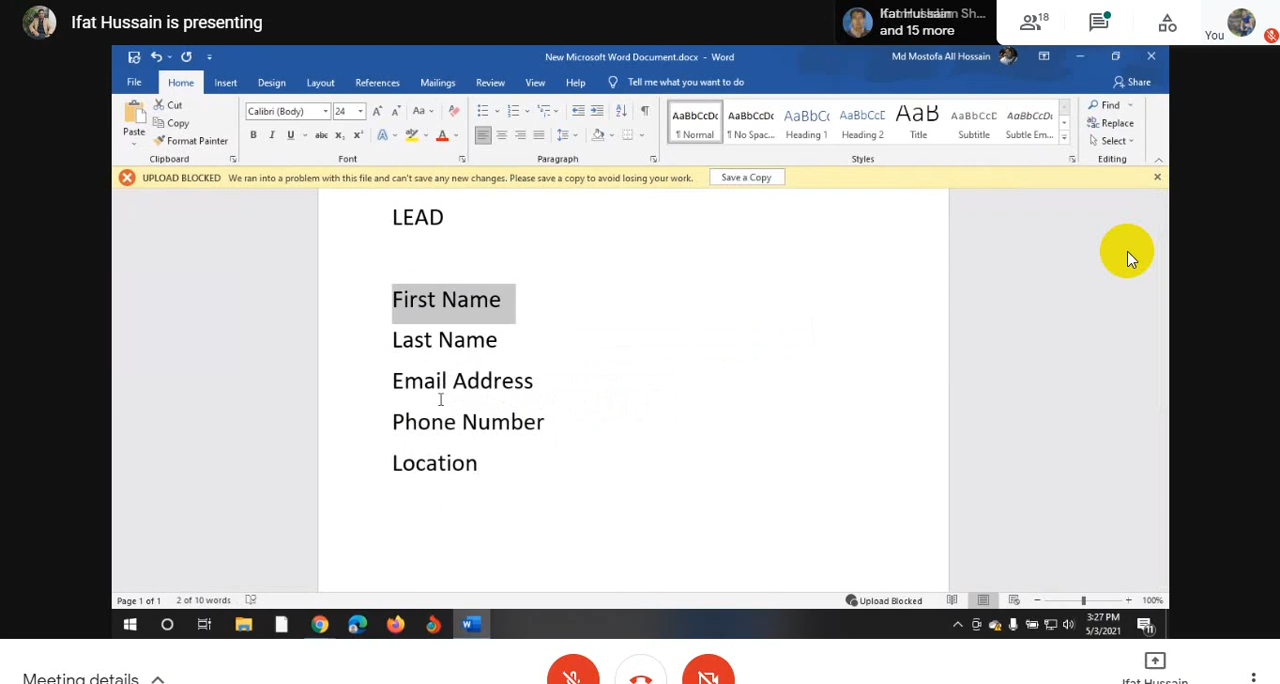 Ifat Hussain is presenting
and 15 more
18
You
New Microsoft Word Document.docx - Word
Md Mostofa Ali Hossain
File Home Insert Design Layout References Mailings Review View Help Tell me what you want to do Share
Paste
Cut
Copy
Format Painter
Clipboard
Calibri (Body) 24
Font
Paragraph
AaBbCcDc AaBbCcDc AaBbCc AaBbCcE AaB AaBbCcD AaBbCcDc
¶ Normal ¶ No Spac... Heading 1 Heading 2 Title Subtitle Subtle Em...
Styles
Find
Replace
Select
Editing
UPLOAD BLOCKED We ran into a problem with this file and can't save any new changes. Please save a copy to avoid losing your work. Save a Copy
LEAD
First Name
Last Name
Email Address
Phone Number
Location
Page 1 of 1 2 of 10 words Upload Blocked 100%
3:27 PM
5/3/2021
Meeting details
Ifat Hussain